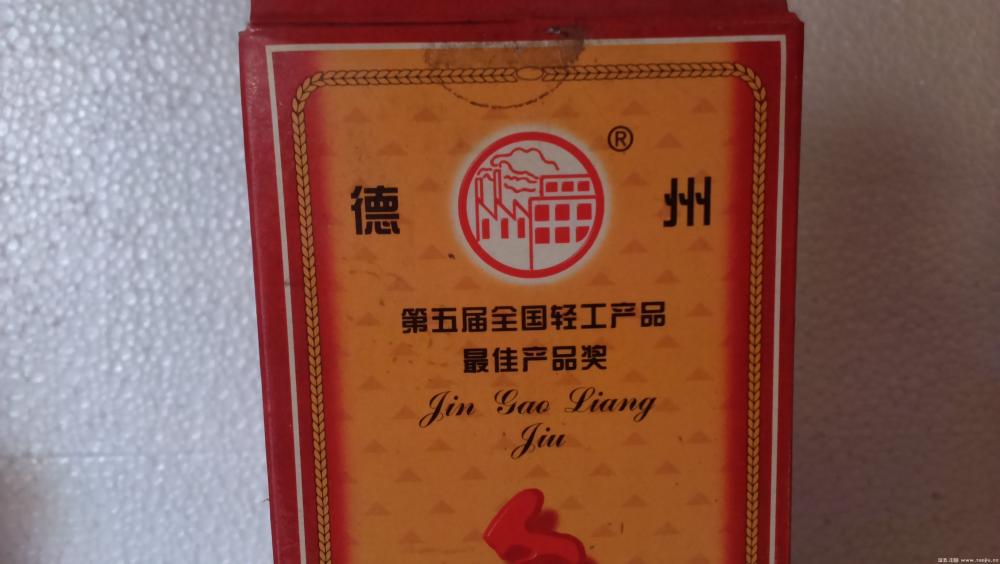 德 ® 州
第五届全国轻工产品
最佳产品奖
Jin Gao Liang
Jiu